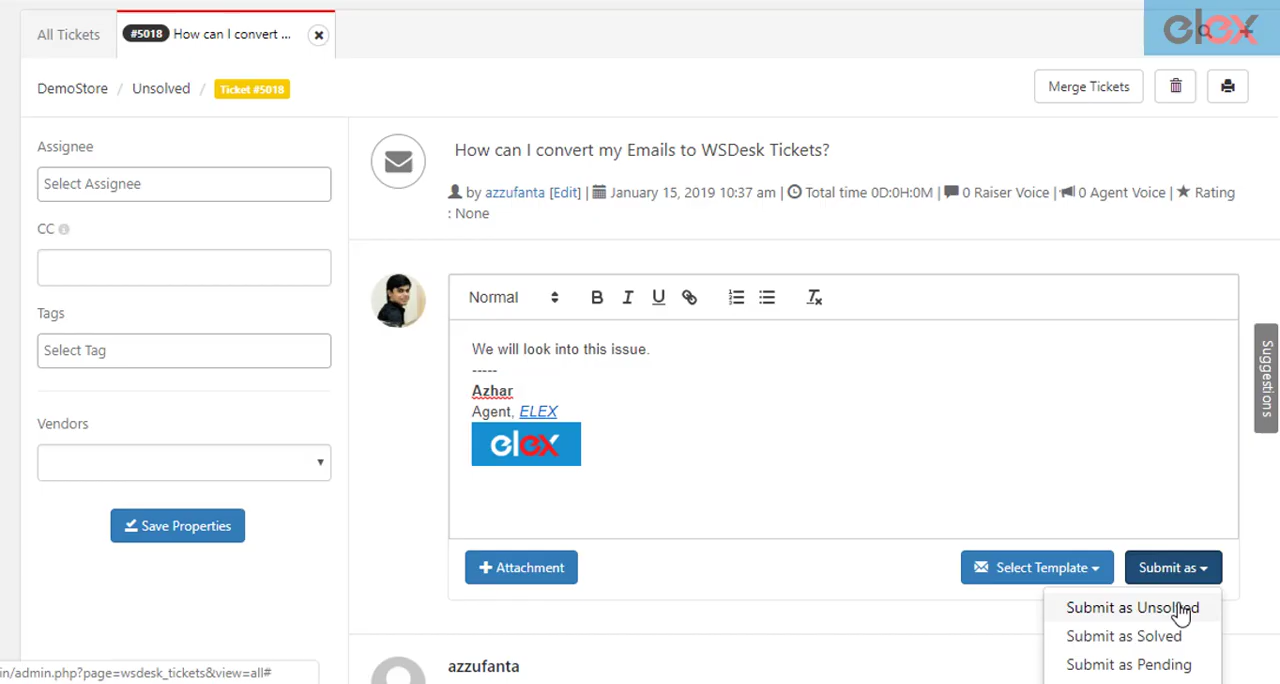 All Tickets
#5018 How can I convert ...
elex
DemoStore / Unsolved / Ticket #5018
Merge Tickets
Assignee
Select Assignee
CC
Tags
Select Tag
Vendors
Save Properties
How can I convert my Emails to WSDesk Tickets?
by azzufanta [Edit] | January 15, 2019 10:37 am | Total time 0D:0H:0M | 0 Raiser Voice | 0 Agent Voice | Rating
: None
Normal B I U
We will look into this issue.
-----
Azhar
Agent, ELEX
elex
Attachment
Select Template
Submit as
Submit as Unsolved
Submit as Solved
Submit as Pending
Suggestions
azzufanta
in/admin.php?page=wsdesk_tickets&view=all#